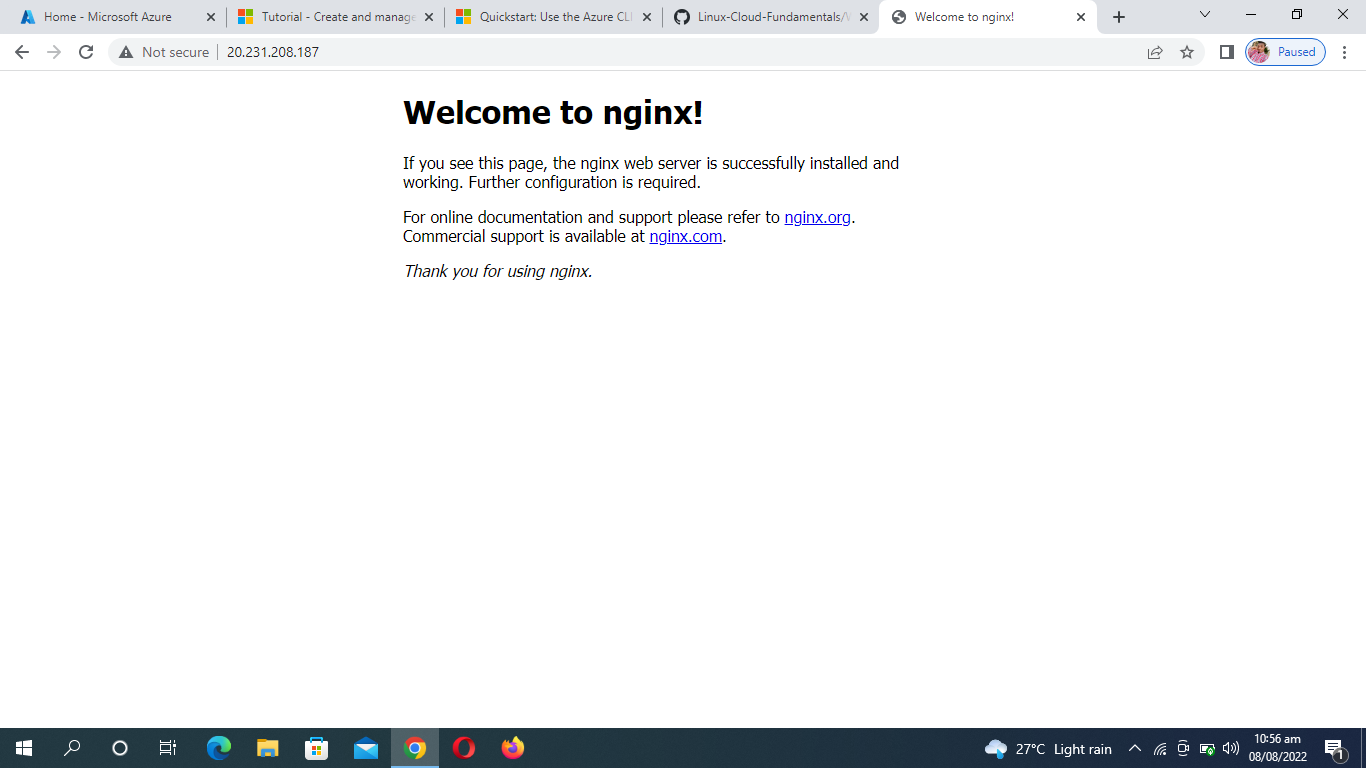 Home - Microsoft Azure
Tutorial - Create and manage
Quickstart: Use the Azure CLI
Linux-Cloud-Fundamentals/
Welcome to nginx!
Not secure
20.231.208.187
Paused
Welcome to nginx!
If you see this page, the nginx web server is successfully installed and
working. Further configuration is required.
For online documentation and support please refer to nginx.org.
Commercial support is available at nginx.com.
Thank you for using nginx.
27°C Light rain
10:56 am
08/08/2022
1